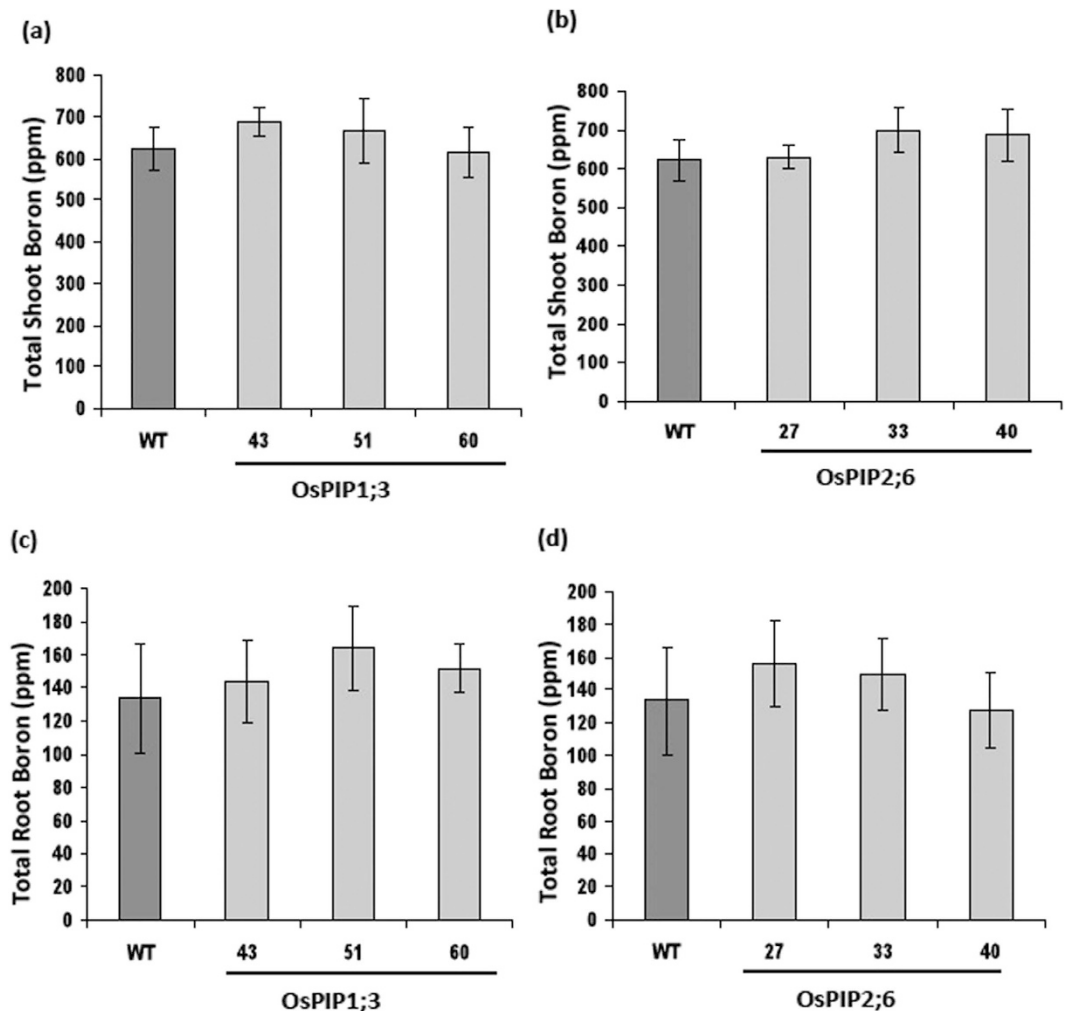 (a)
Total Shoot Boron (ppm)
800
700
600
500
400
300
200
100
0
WT 43 51 60
OsPIP1;3
(b)
Total Shoot Boron (ppm)
800
700
600
500
400
300
200
100
0
WT 27 33 40
OsPIP2;6
(c)
Total Root Boron (ppm)
200
180
160
140
120
100
80
60
40
20
0
WT 43 51 60
OsPIP1;3
(d)
Total Root Boron (ppm)
200
180
160
140
120
100
80
60
40
20
0
WT 27 33 40
OsPIP2;6